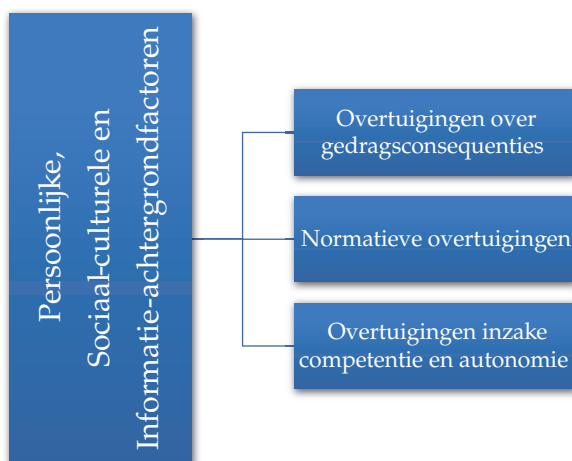 Persoonlijke,
Sociaal-culturele en
Informatie-achtergrondfactoren
Overtuigingen over
gedragsconsequenties
Normatieve overtuigingen
Overtuigingen inzake
competentie en autonomie